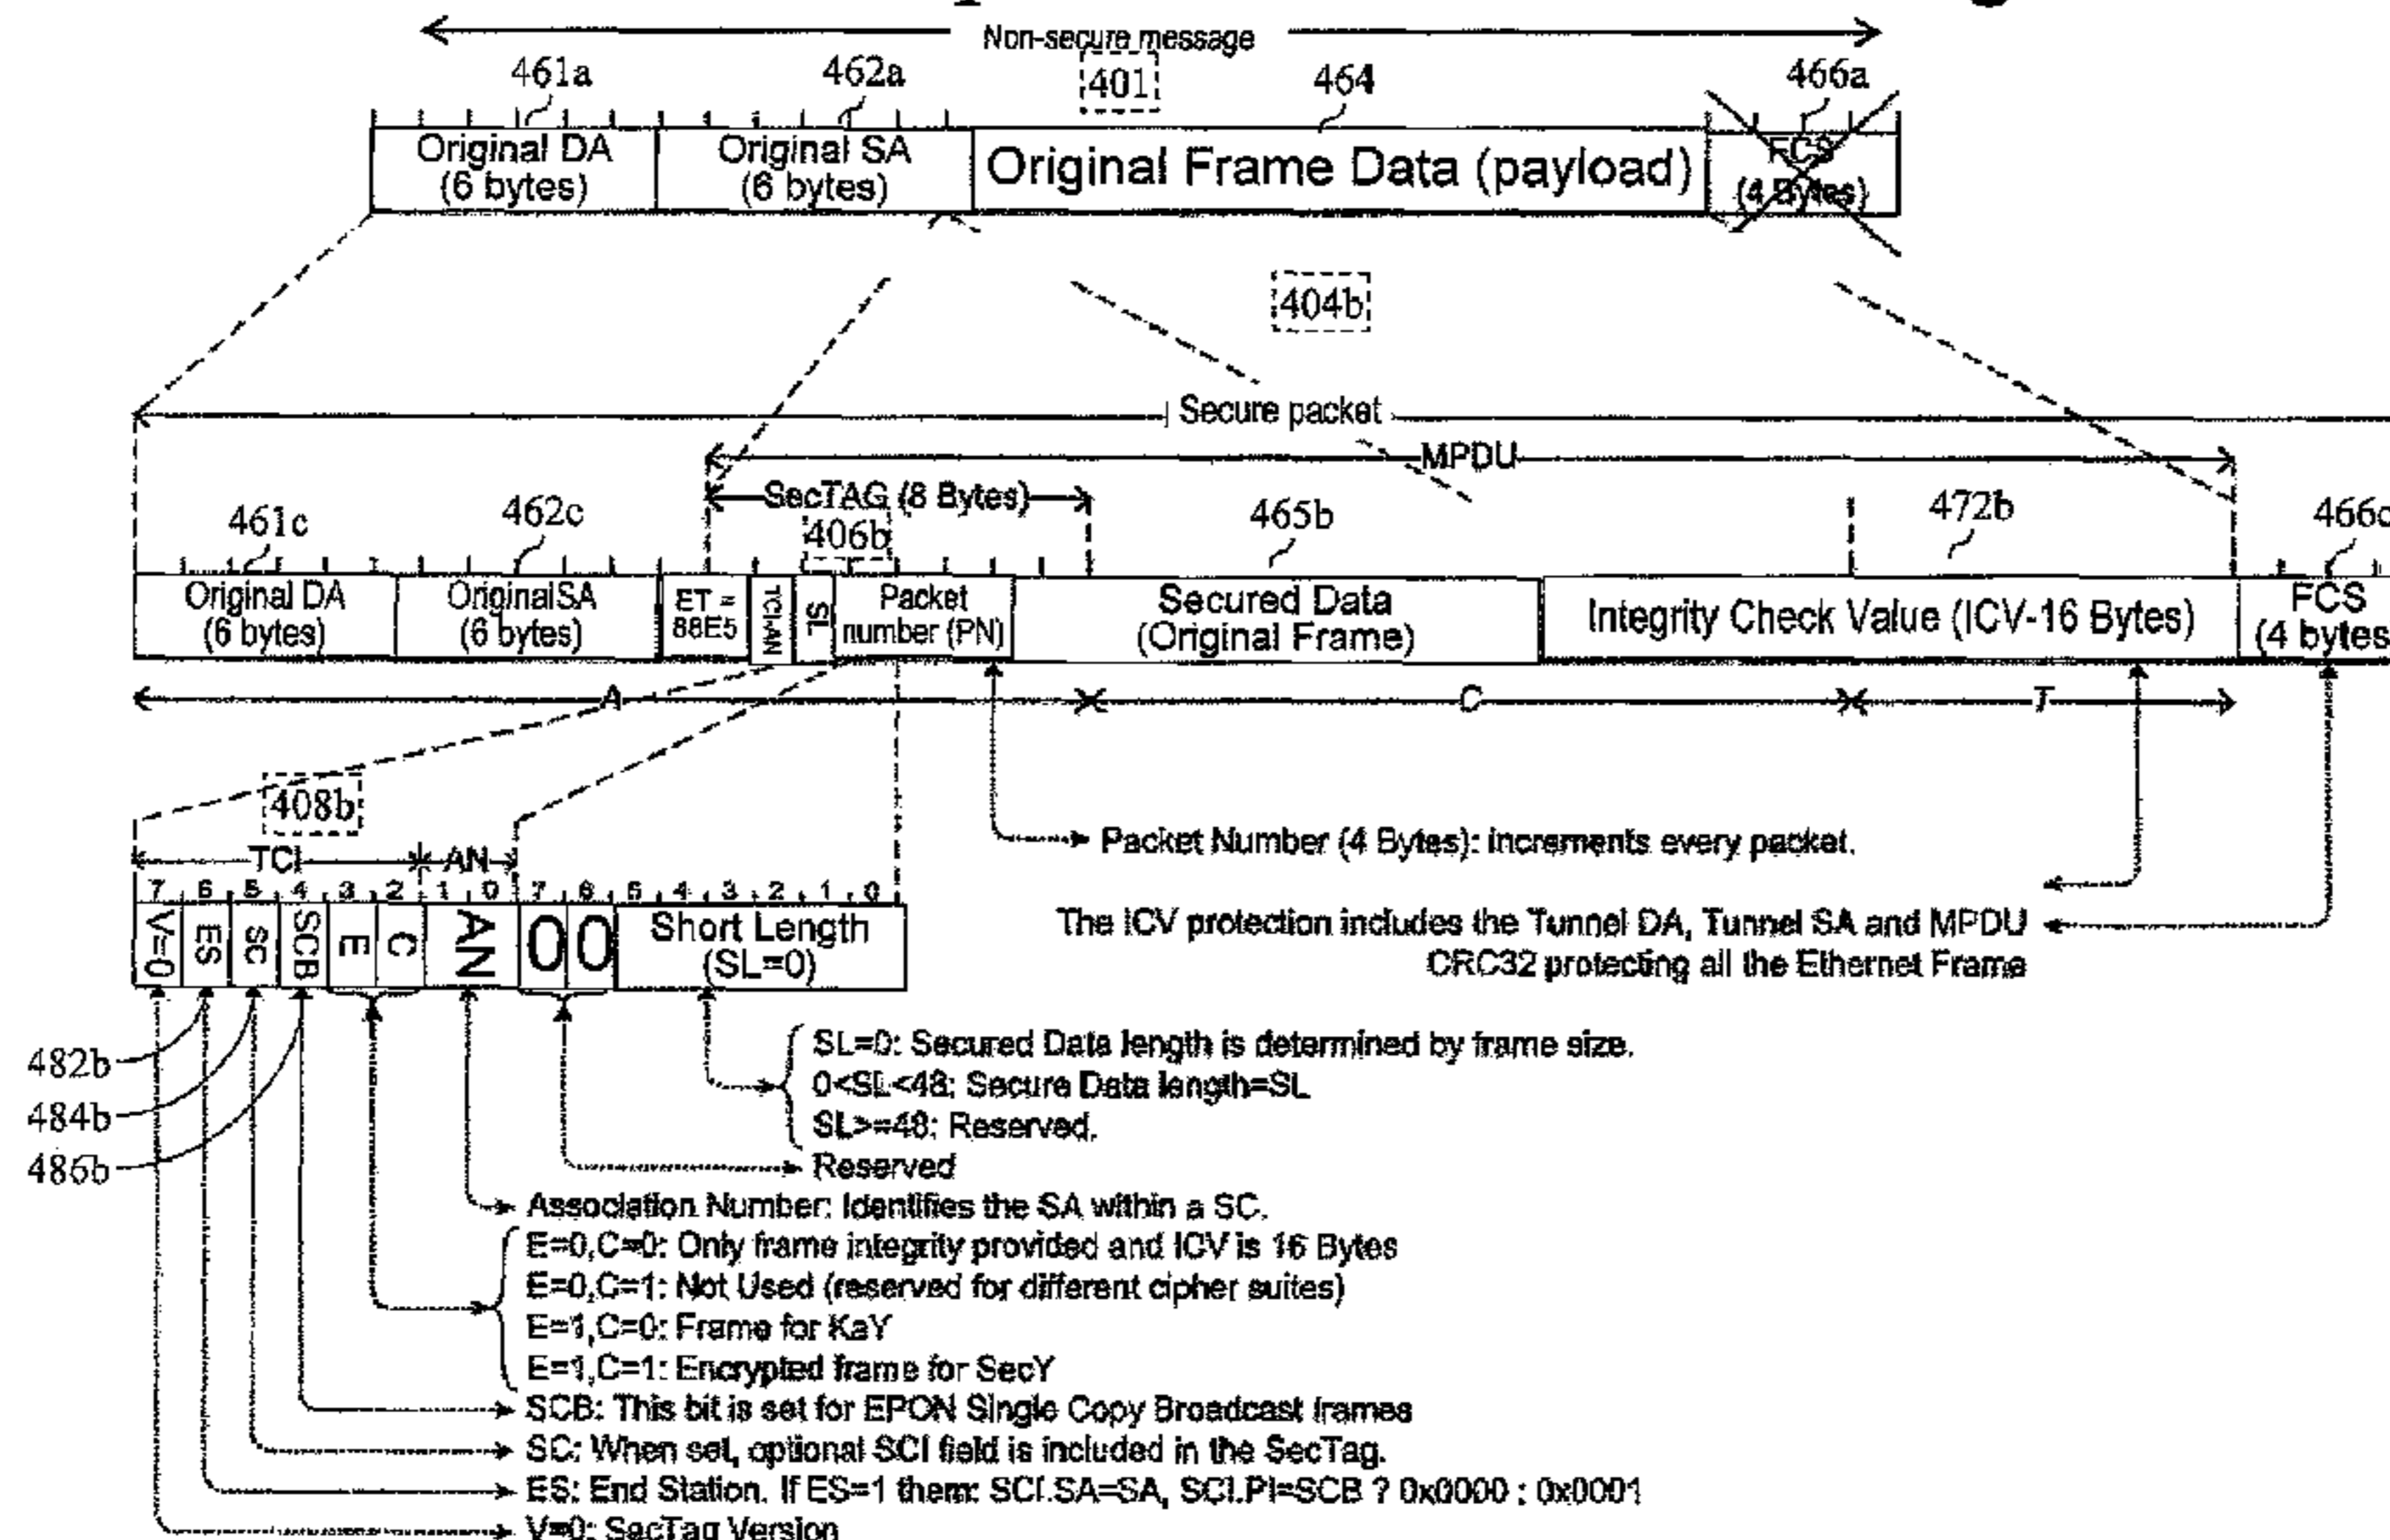 Non-secure message
461a 462a 401 464 466a
Original DA (6 bytes)
Original SA (6 bytes)
Original Frame Data (payload)
FCS (4 Bytes)
404b
Secure packet
MPDU
SecTAG (8 Bytes)
461c 462c 406b 465b 472b 466c
Original DA (6 bytes)
OriginalSA (6 bytes)
ET = 88E5
TCI-AN
SL
Packet number (PN)
Secured Data (Original Frame)
Integrity Check Value (ICV-16 Bytes)
FCS (4 bytes
A C T
408b
Packet Number (4 Bytes): increments every packet.
TCI AN
7 6 5 4 3 2 1 0 7 6 5 4 3 2 1 0
V=0 ES SC SCB E C AN 0 0 Short Length (SL=0)
The ICV protection includes the Tunnel DA, Tunnel SA and MPDU
CRC32 protecting all the Ethernet Frame
482b
484b
486b
SL=0: Secured Data length is determined by frame size.
0<SL<48: Secure Data length=SL
SL>=48: Reserved.
Reserved
Association Number: Identifies the SA within a SC.
E=0,C=0: Only frame integrity provided and ICV is 16 Bytes
E=0,C=1: Not Used (reserved for different cipher suites)
E=1,C=0: Frame for KaY
E=1,C=1: Encrypted frame for SecY
SCB: This bit is set for EPON Single Copy Broadcast frames
SC: When set, optional SCI field is included in the SecTag.
ES: End Station. If ES=1 them: SCI.SA=SA, SCI.PI=SCB ? 0x0000 : 0x0001
V=0: SecTag Version